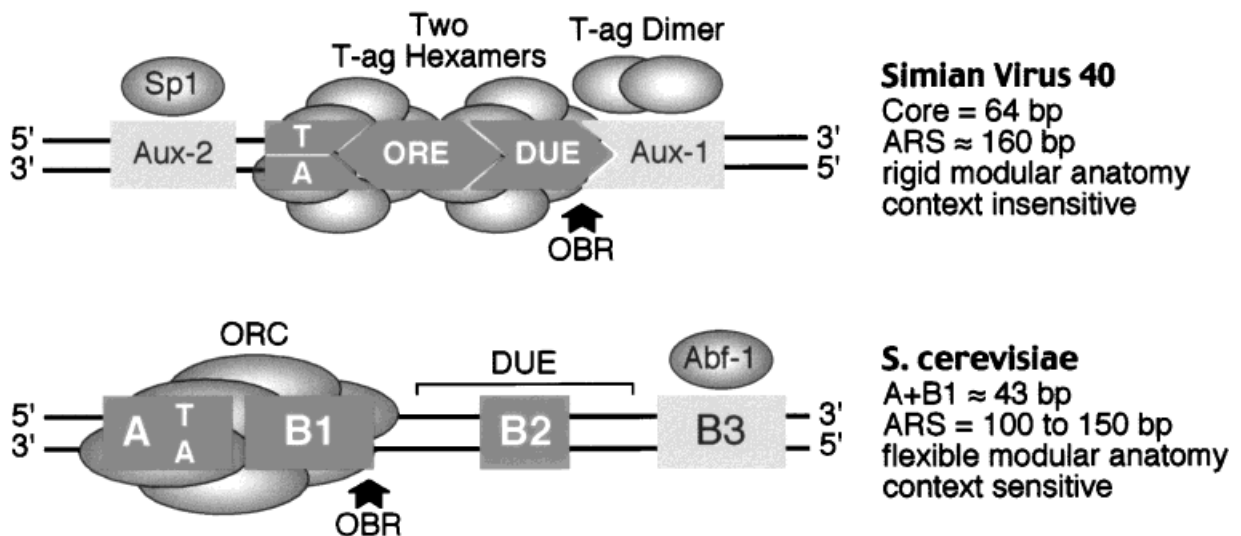 Two
T-ag Hexamers
T-ag Dimer
Sp1
5'
3'
Aux-2
T
A
ORE
DUE
Aux-1
3'
5'
OBR
Simian Virus 40
Core = 64 bp
ARS ≈ 160 bp
rigid modular anatomy
context insensitive
ORC
DUE
Abf-1
5'
3'
A
T
A
B1
B2
B3
3'
5'
OBR
S. cerevisiae
A+B1 ≈ 43 bp
ARS = 100 to 150 bp
flexible modular anatomy
context sensitive